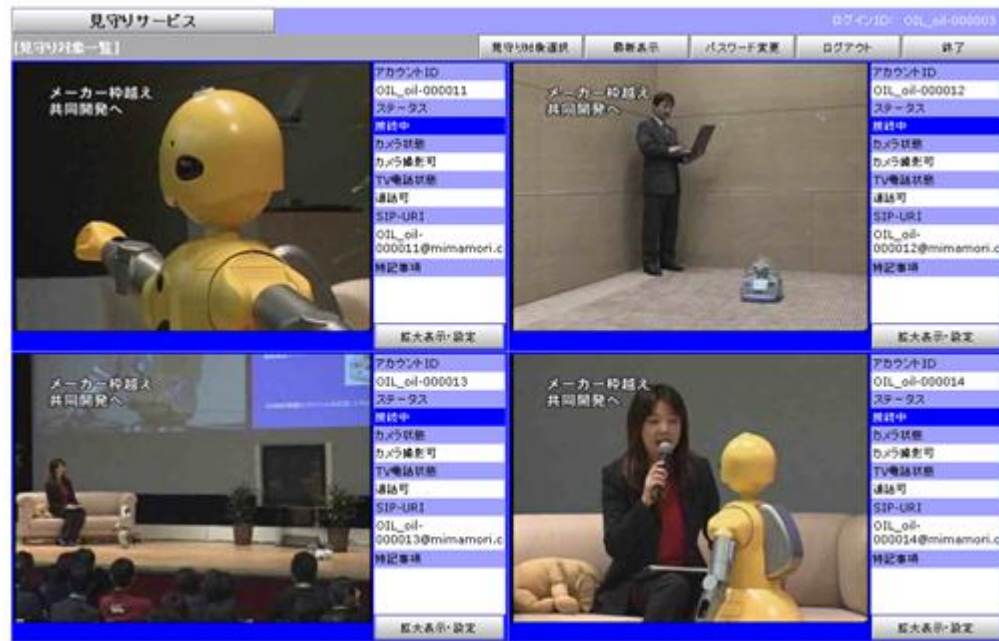 見守りサービス
ログインID: OIL_oil-000003
[見守り対象一覧]
見守り対象選択
最新表示
パスワード変更
ログアウト
終了
メーカー枠越え
共同開発へ
アカウントID
OIL_oil-000011
ステータス
接続中
カメラ状態
カメラ撮影可
TV電話状態
通話可
SIP-URI
OIL_oil-
000011@mimamori.c
特記事項
拡大表示・設定
メーカー枠越え
共同開発へ
アカウントID
OIL_oil-000012
ステータス
接続中
カメラ状態
カメラ撮影可
TV電話状態
通話可
SIP-URI
OIL_oil-
000012@mimamori.c
特記事項
拡大表示・設定
メーカー枠越え
共同開発へ
アカウントID
OIL_oil-000013
ステータス
接続中
カメラ状態
カメラ撮影可
TV電話状態
通話可
SIP-URI
OIL_oil-
000013@mimamori.c
特記事項
拡大表示・設定
メーカー枠越え
共同開発へ
アカウントID
OIL_oil-000014
ステータス
接続中
カメラ状態
カメラ撮影可
TV電話状態
通話可
SIP-URI
OIL_oil-
000014@mimamori.c
特記事項
拡大表示・設定